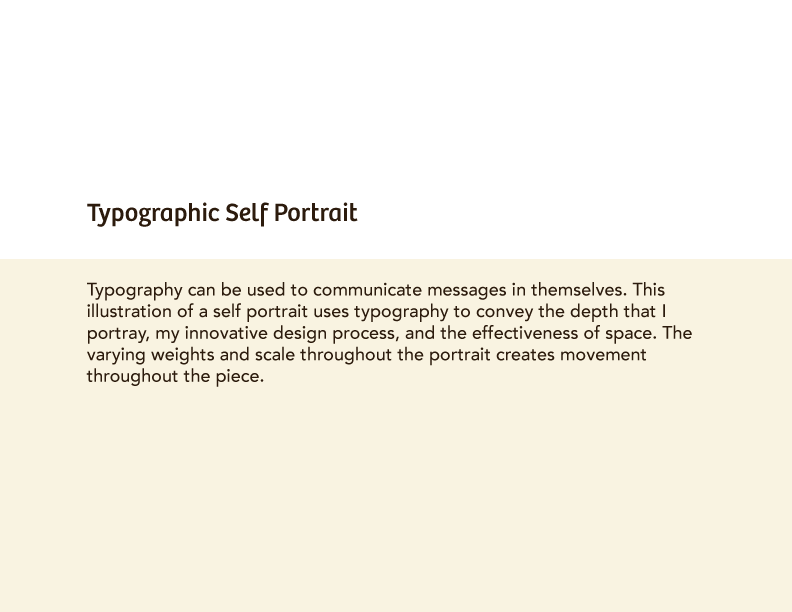 Typographic Self Portrait
Typography can be used to communicate messages in themselves. This
illustration of a self portrait uses typography to convey the depth that I
portray, my innovative design process, and the effectiveness of space. The
varying weights and scale throughout the portrait creates movement
throughout the piece.